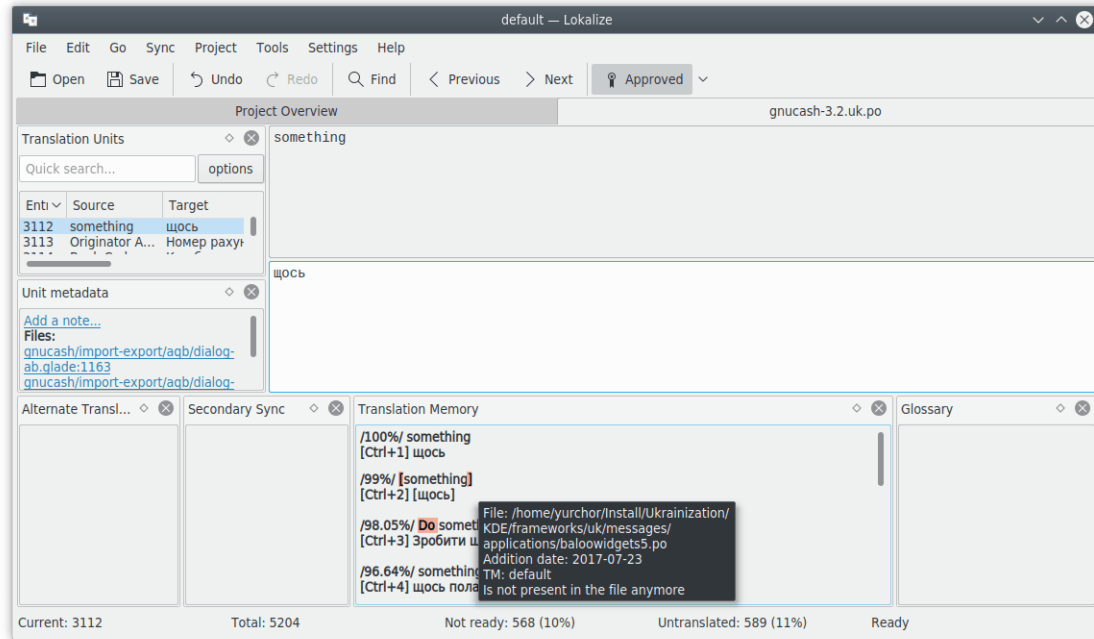 default — Lokalize
File Edit Go Sync Project Tools Settings Help
Open Save Undo Redo Find Previous Next Approved
Project Overview
gnucash-3.2.uk.po
Translation Units
Quick search... options
Source Target
3112 something щось
3113 Originator A... Номер
something
щось
Unit metadata
Add a note...
Files:
gnucash/import-export/aqb/dialog-
ab.glade:1163
gnucash/import-export/aqb/dialog-
Alternate Transl...
Secondary Sync
Translation Memory
/100%/ something
[Ctrl+1] щось
/99%/ [something]
[Ctrl+2] [щось]
/98.05%/ Do
[Ctrl+3] Зробити
/96.64%/ something
[Ctrl+4] щось
File: /home/yurchor/Install/Ukrainization/
KDE/frameworks/uk/messages/
applications/baloowidgets5.po
Addition date: 2017-07-23
TM: default
Is not present in the file anymore
Glossary
Current: 3112 Total: 5204 Not ready: 568 (10%) Untranslated: 589 (11%) Ready